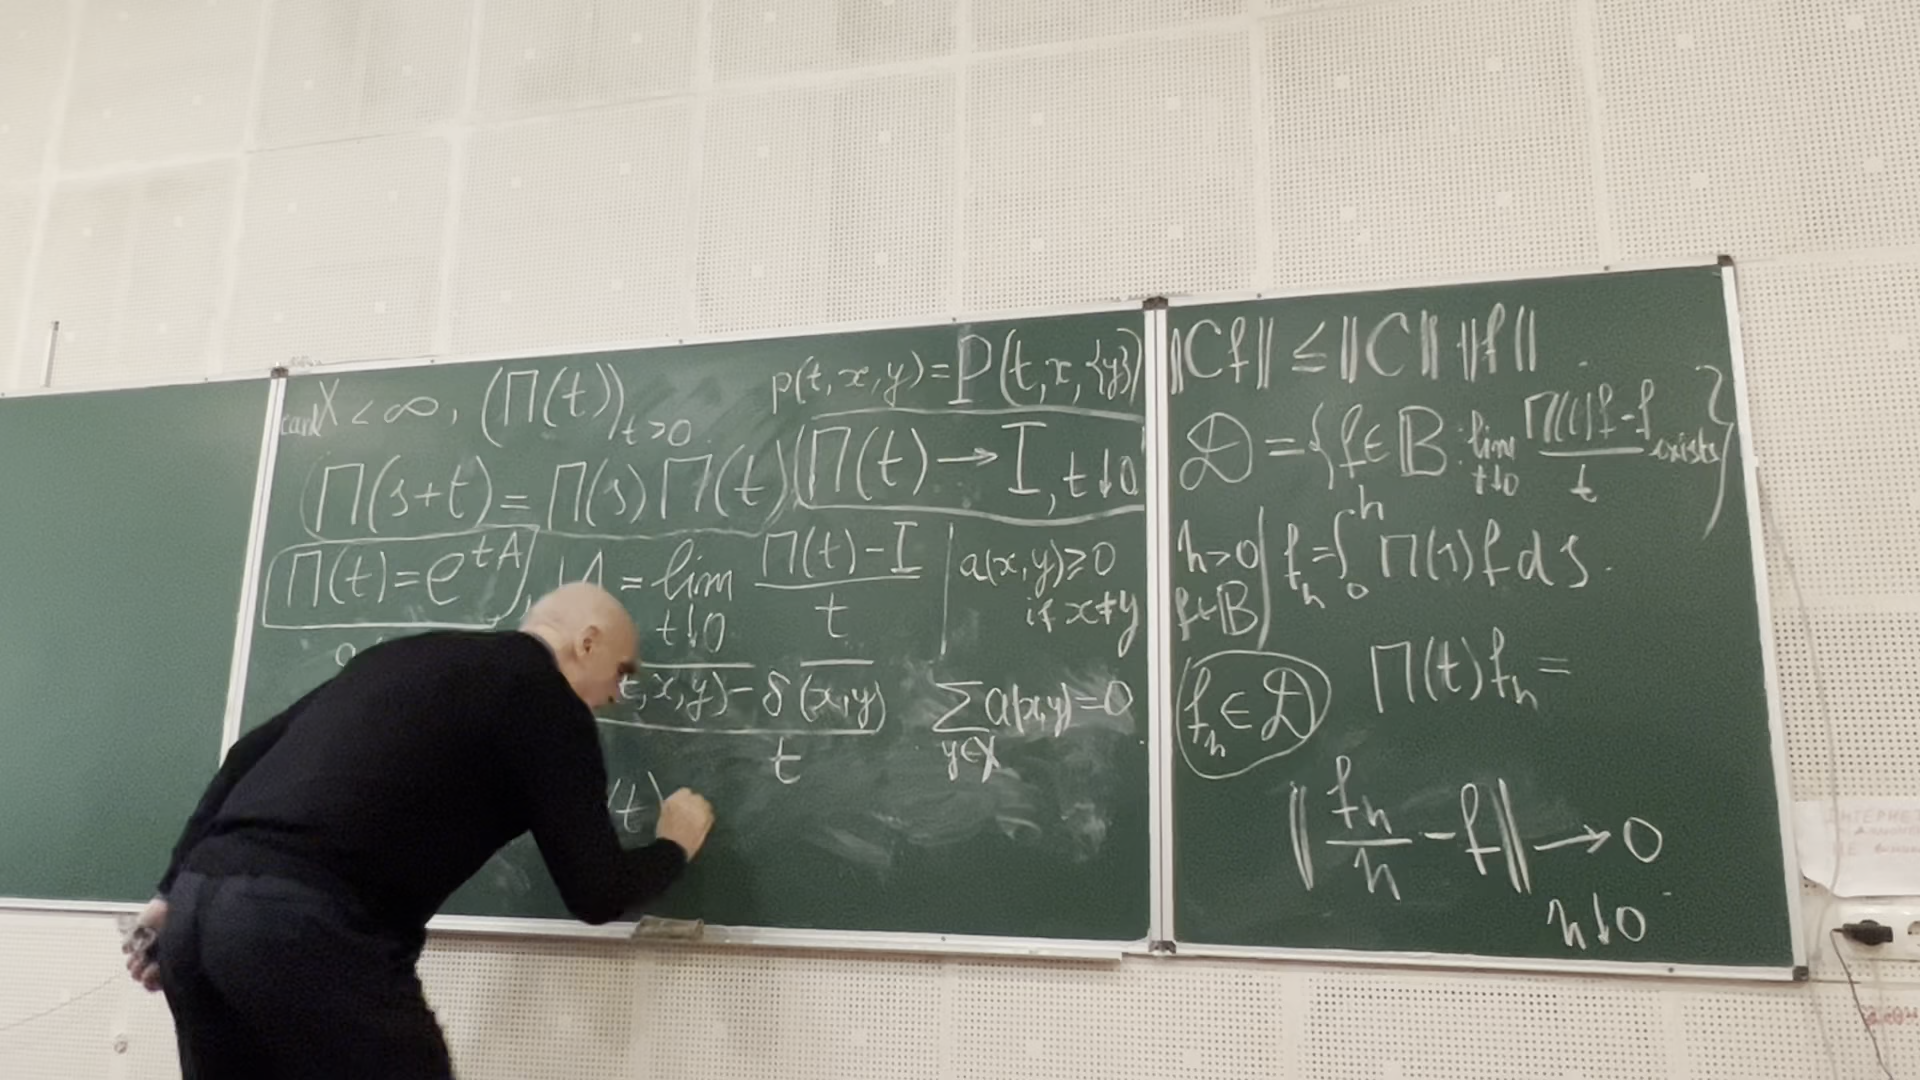 card X < ∞, (Π(t))_{t>0}
p(t,x,y)=P(t,x,{y})
Π(s+t)=Π(s)Π(t)
Π(t)→I, t↓0
Π(t)=e^{tA}, A = lim_{t↓0} (Π(t)-I)/t
a(x,y)≥0
if x≠y
t,x,y)-δ(x,y)
t
∑_{y∈X} a(x,y)=0
(t)
‖Cf‖ ≤ ‖C‖ ‖f‖
𝒟 = {f∈𝔹 : lim_{t↓0} (Π(t)f-f)/t exists}
h>0
f∈𝔹
f_h = ∫_0^h Π(s)f ds.
f_h ∈ 𝒟
Π(t)f_h =
‖f_h/h - f‖ → 0
h↓0